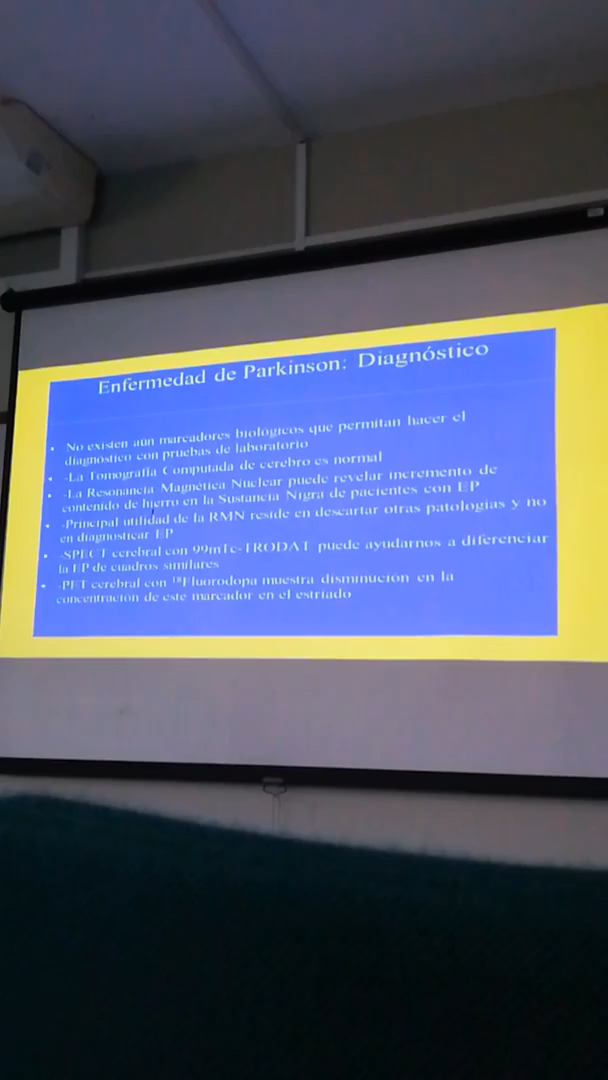 Enfermedad de Parkinson: Diagnóstico
• No existen aún marcadores biológicos que permitan hacer el
diagnóstico con pruebas de laboratorio
• -La Tomografía Computada de cerebro es normal
• -La Resonancia Magnética Nuclear puede revelar incremento de
contenido de hierro en la Sustancia Nigra de pacientes con EP
• -Principal utilidad de la RMN reside en descartar otras patologías y no
en diagnosticar EP
• -SPECT cerebral con 99mTc-TRODAT puede ayudarnos a diferenciar
la EP de cuadros similares
• -PET cerebral con ¹⁸Fluorodopa muestra disminución en la
concentración de este marcador en el estriado